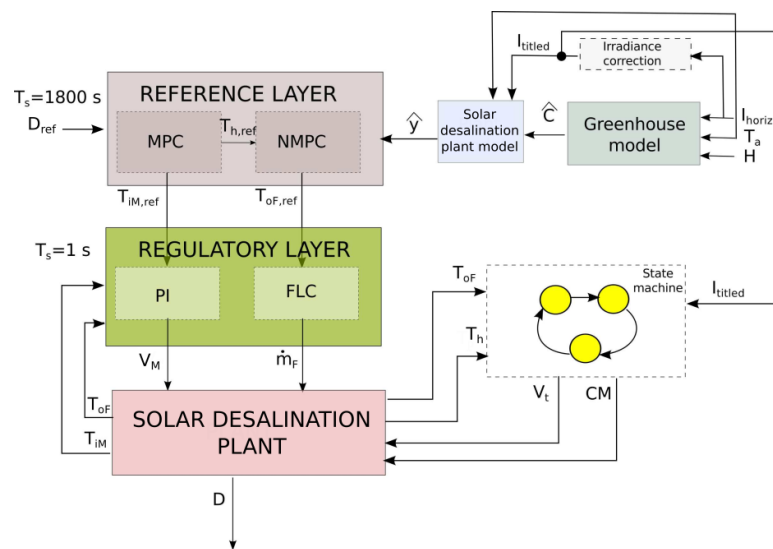 I_titled
Irradiance
correction
T_s=1800 s
D_ref
REFERENCE LAYER
MPC
T_h,ref
NMPC
ŷ
Solar
desalination
plant model
Ĉ
Greenhouse
model
I_horiz
T_a
H
T_iM,ref
T_oF,ref
T_s=1 s
REGULATORY LAYER
PI
FLC
T_oF
State
machine
I_titled
T_h
V_M
ṁ_F
V_t
CM
T_oF
T_iM
SOLAR DESALINATION
PLANT
D